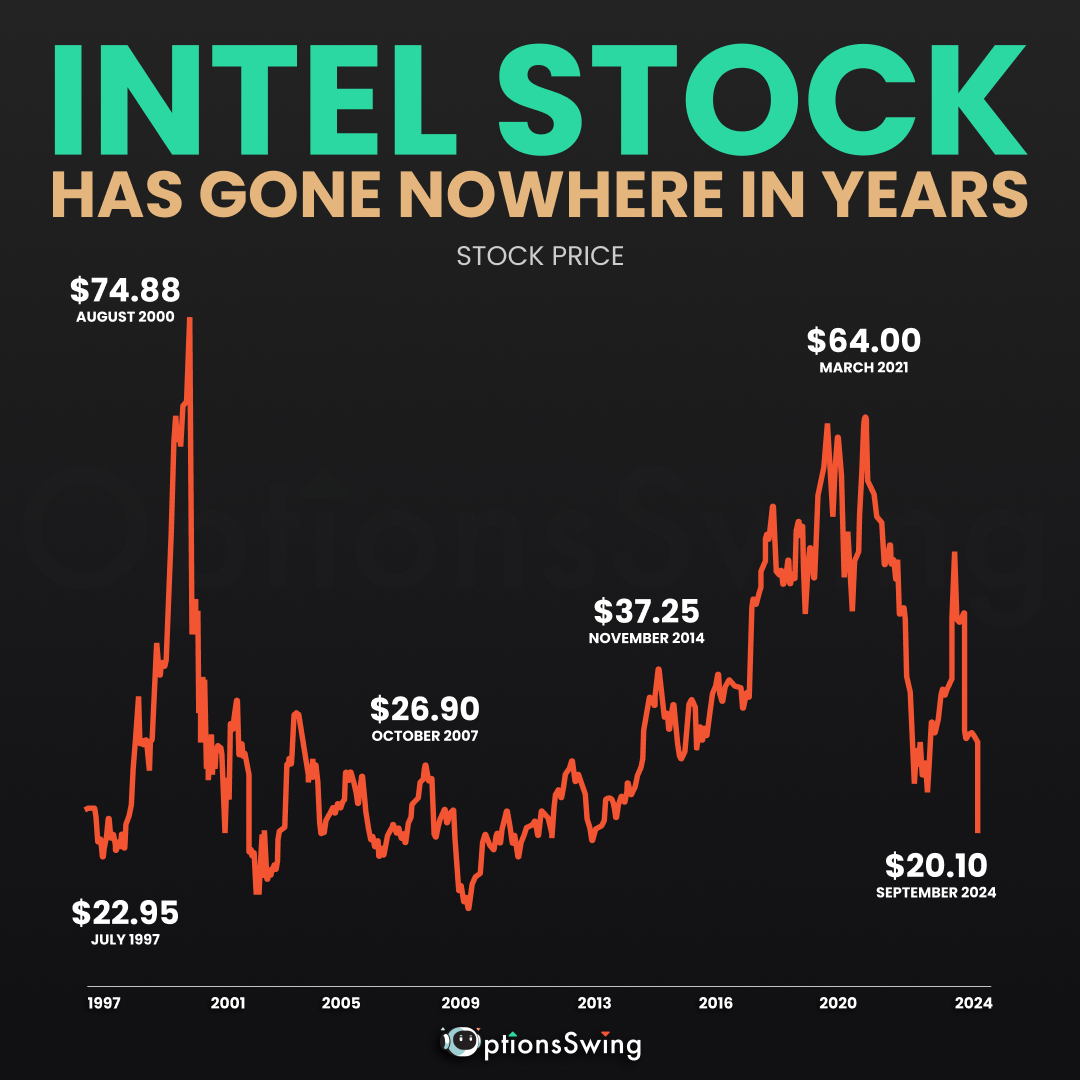 INTEL STOCK
HAS GONE NOWHERE IN YEARS
STOCK PRICE
$74.88
AUGUST 2000
$64.00
MARCH 2021
OptionsSwing
$37.25
NOVEMBER 2014
$26.90
OCTOBER 2007
$20.10
SEPTEMBER 2024
$22.95
JULY 1997
1997 2001 2005 2009 2013 2016 2020 2024
OptionsSwing